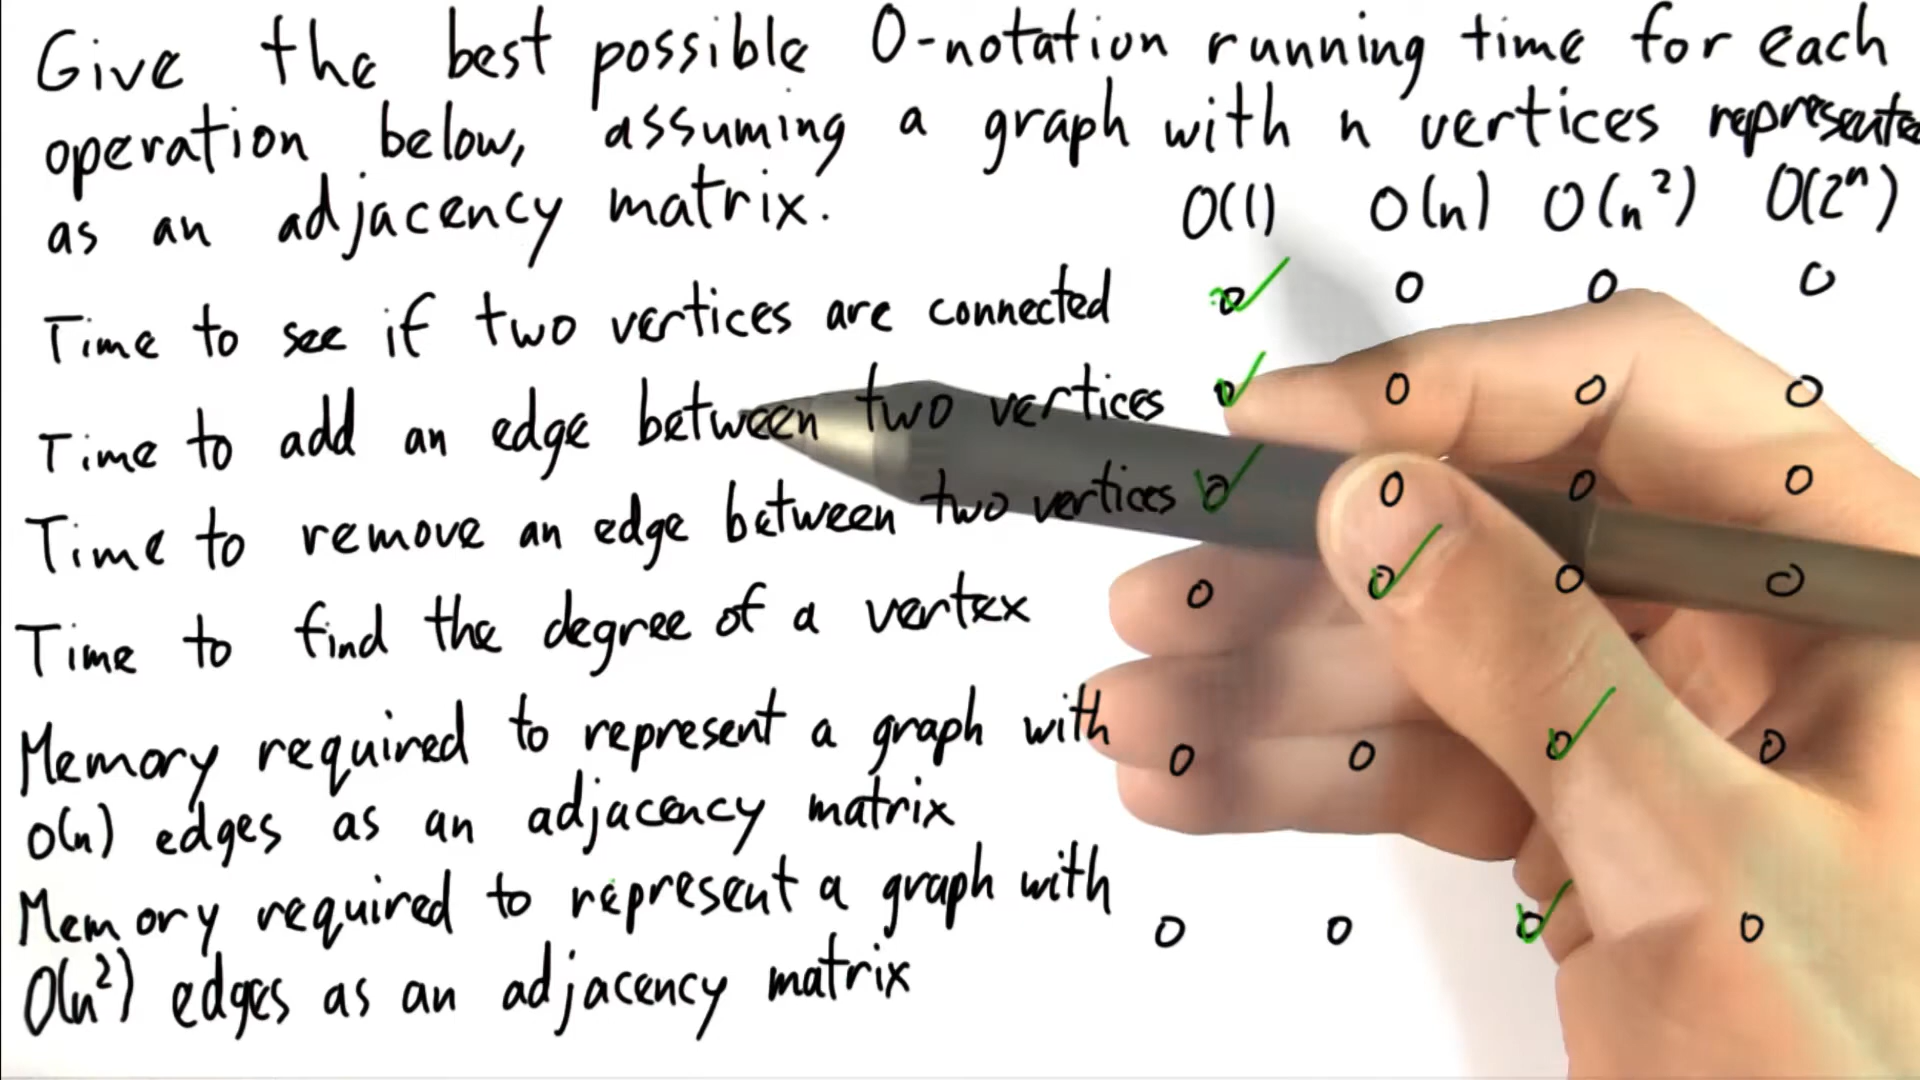 Give the best possible O-notation running time for each
operation below, assuming a graph with n vertices represented
as an adjacency matrix.
O(1) O(n) O(n²) O(2ⁿ)
Time to see if two vertices are connected
Time to add an edge between two vertices
Time to remove an edge between two vertices
Time to find the degree of a vertex
Memory required to represent a graph with
O(n) edges as an adjacency matrix
Memory required to represent a graph with
O(n²) edges as an adjacency matrix